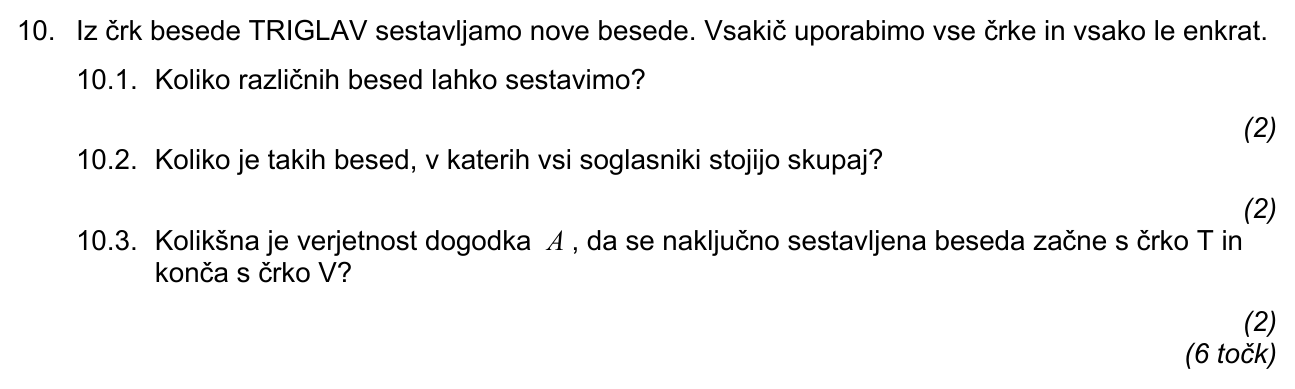 10. Iz črk besede TRIGLAV sestavljamo nove besede. Vsakič uporabimo vse črke in vsako le enkrat.
10.1. Koliko različnih besed lahko sestavimo?
(2)
10.2. Koliko je takih besed, v katerih vsi soglasniki stojijo skupaj?
(2)
10.3. Kolikšna je verjetnost dogodka A , da se naključno sestavljena beseda začne s črko T in
konča s črko V?
(2)
(6 točk)